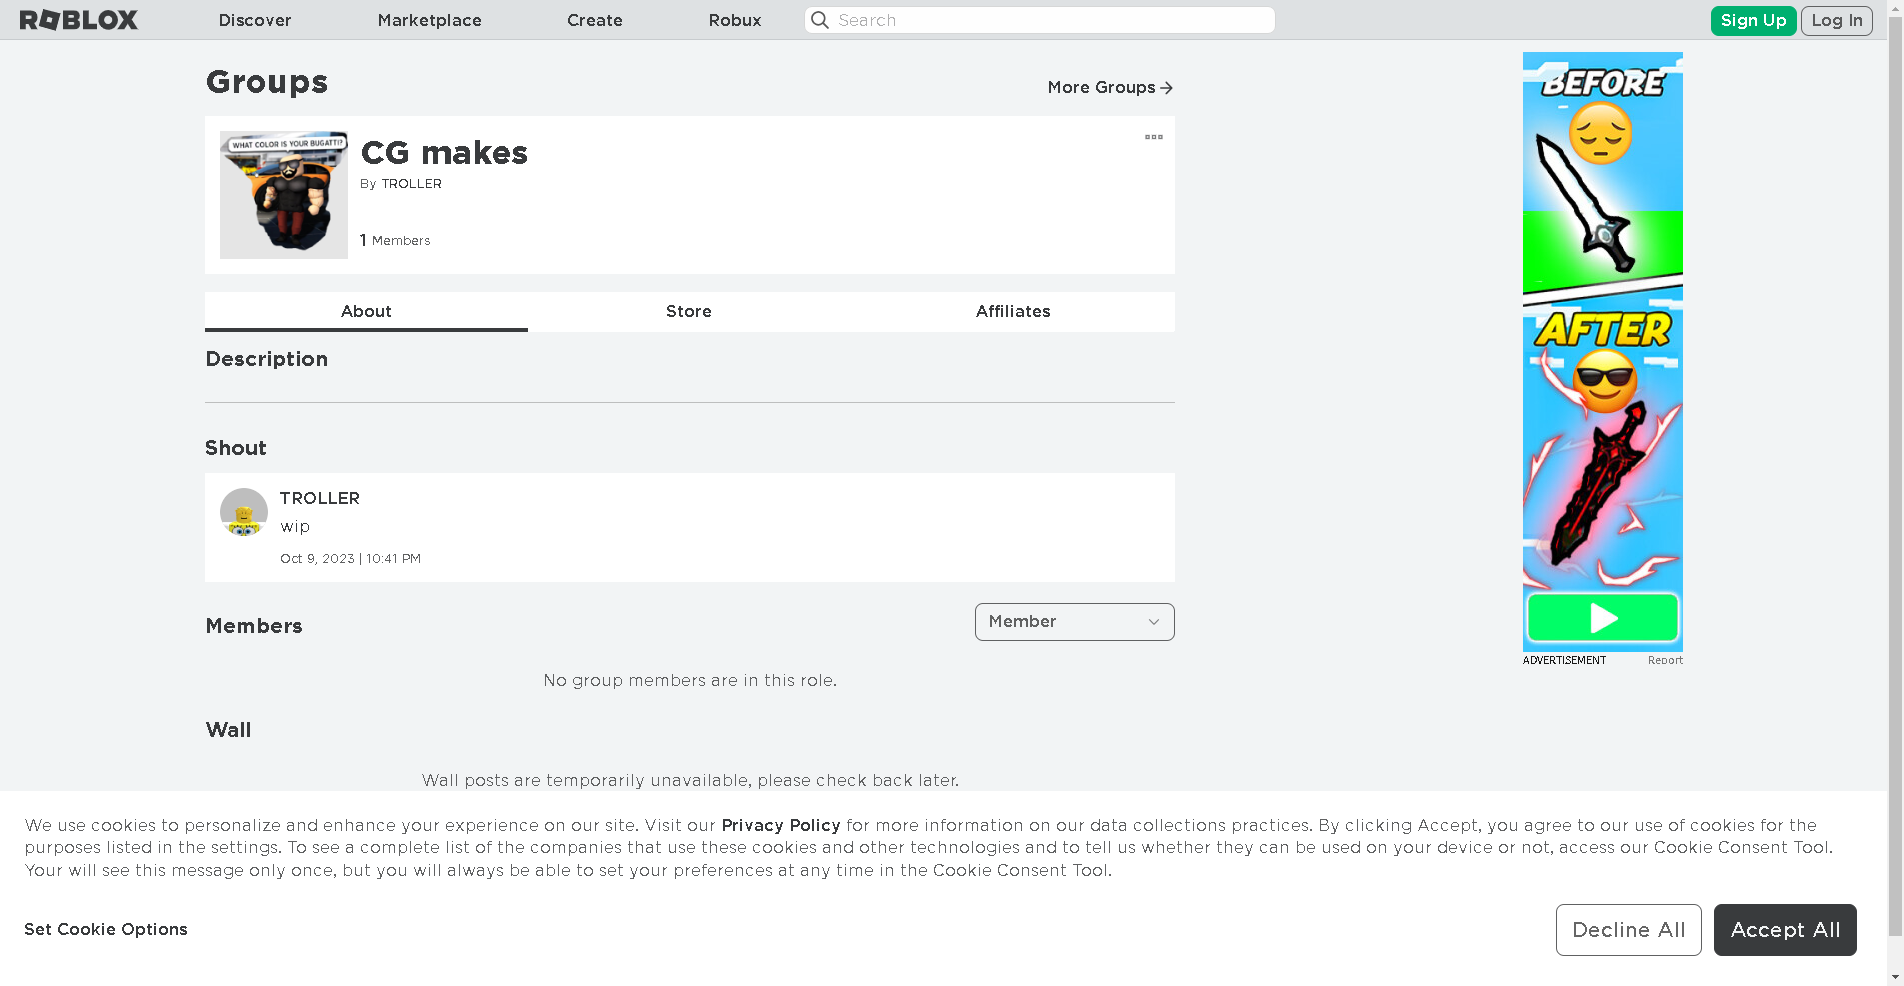 ROBLOX
Discover
Marketplace
Create
Robux
Search
Sign Up
Log In
Groups
More Groups
WHAT COLOR IS YOUR BUGATTI?
CG makes
By TROLLER
1 Members
About
Store
Affiliates
Description
Shout
TROLLER
wip
Oct 9, 2023 | 10:41 PM
Members
Member
No group members are in this role.
Wall
Wall posts are temporarily unavailable, please check back later.
BEFORE
AFTER
ADVERTISEMENT
Report
We use cookies to personalize and enhance your experience on our site. Visit our Privacy Policy for more information on our data collections practices. By clicking Accept, you agree to our use of cookies for the
purposes listed in the settings. To see a complete list of the companies that use these cookies and other technologies and to tell us whether they can be used on your device or not, access our Cookie Consent Tool.
Your will see this message only once, but you will always be able to set your preferences at any time in the Cookie Consent Tool.
Set Cookie Options
Decline All
Accept All